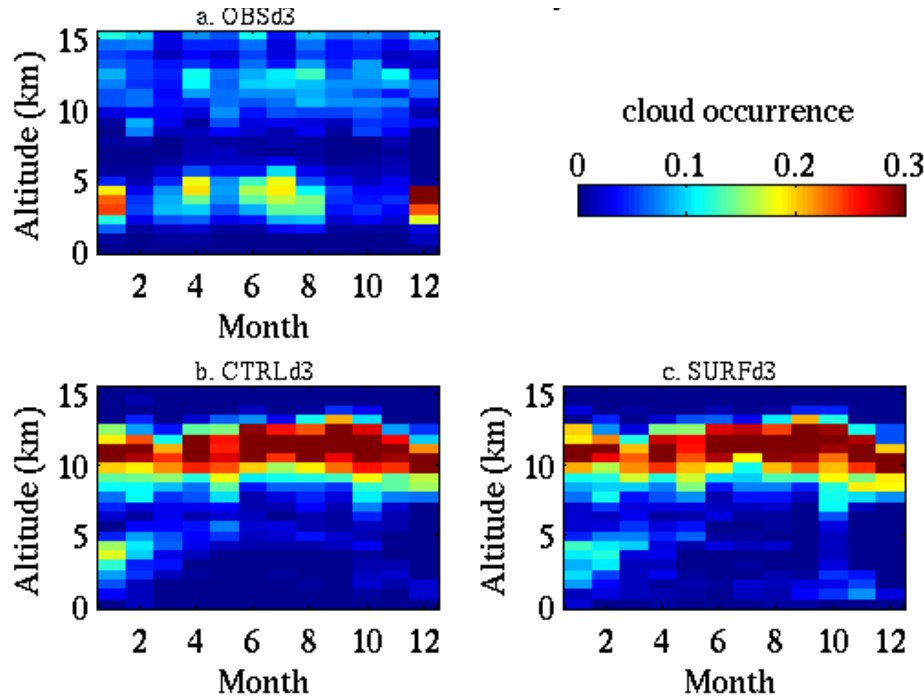 a. OBSd3
15
10
5
0
Altitude (km)
2 4 6 8 10 12
Month
cloud occurrence
0 0.1 0.2 0.3
b. CTRLd3
15
10
5
0
Altitude (km)
2 4 6 8 10 12
Month
c. SURFd3
15
10
5
0
Altitude (km)
2 4 6 8 10 12
Month